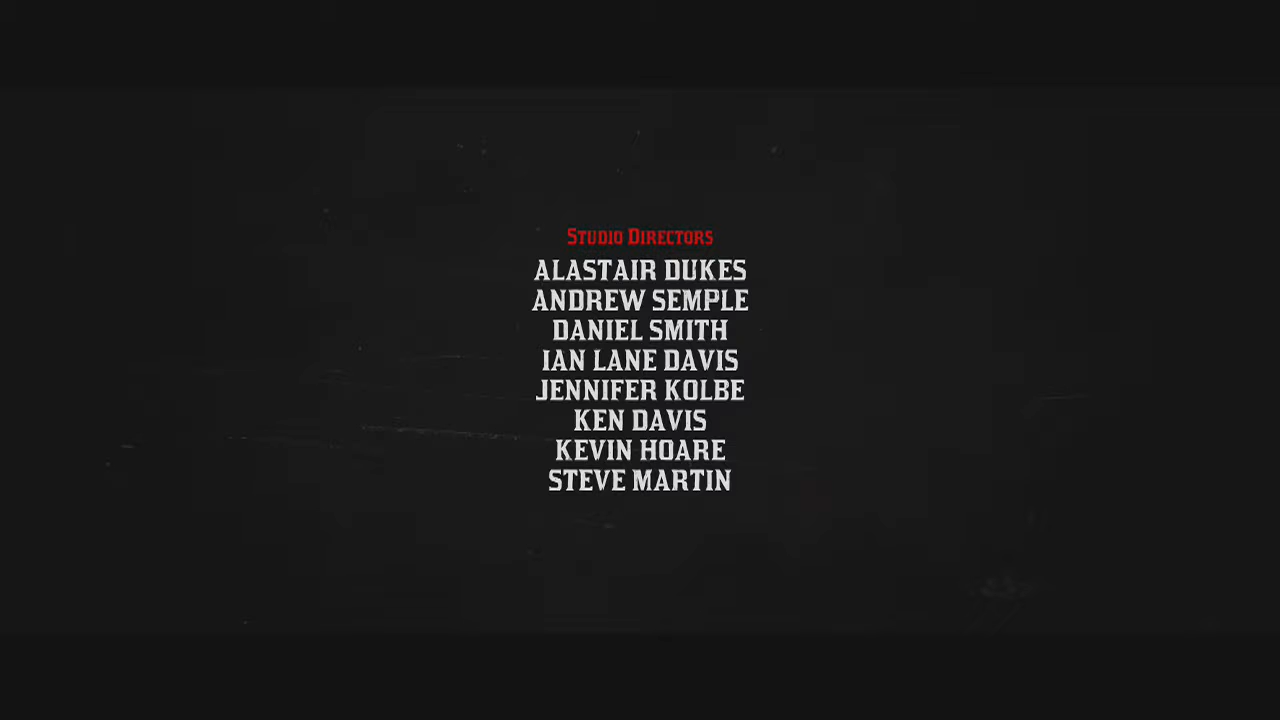 Studio Directors
ALASTAIR DUKES
ANDREW SEMPLE
DANIEL SMITH
IAN LANE DAVIS
JENNIFER KOLBE
KEN DAVIS
KEVIN HOARE
STEVE MARTIN